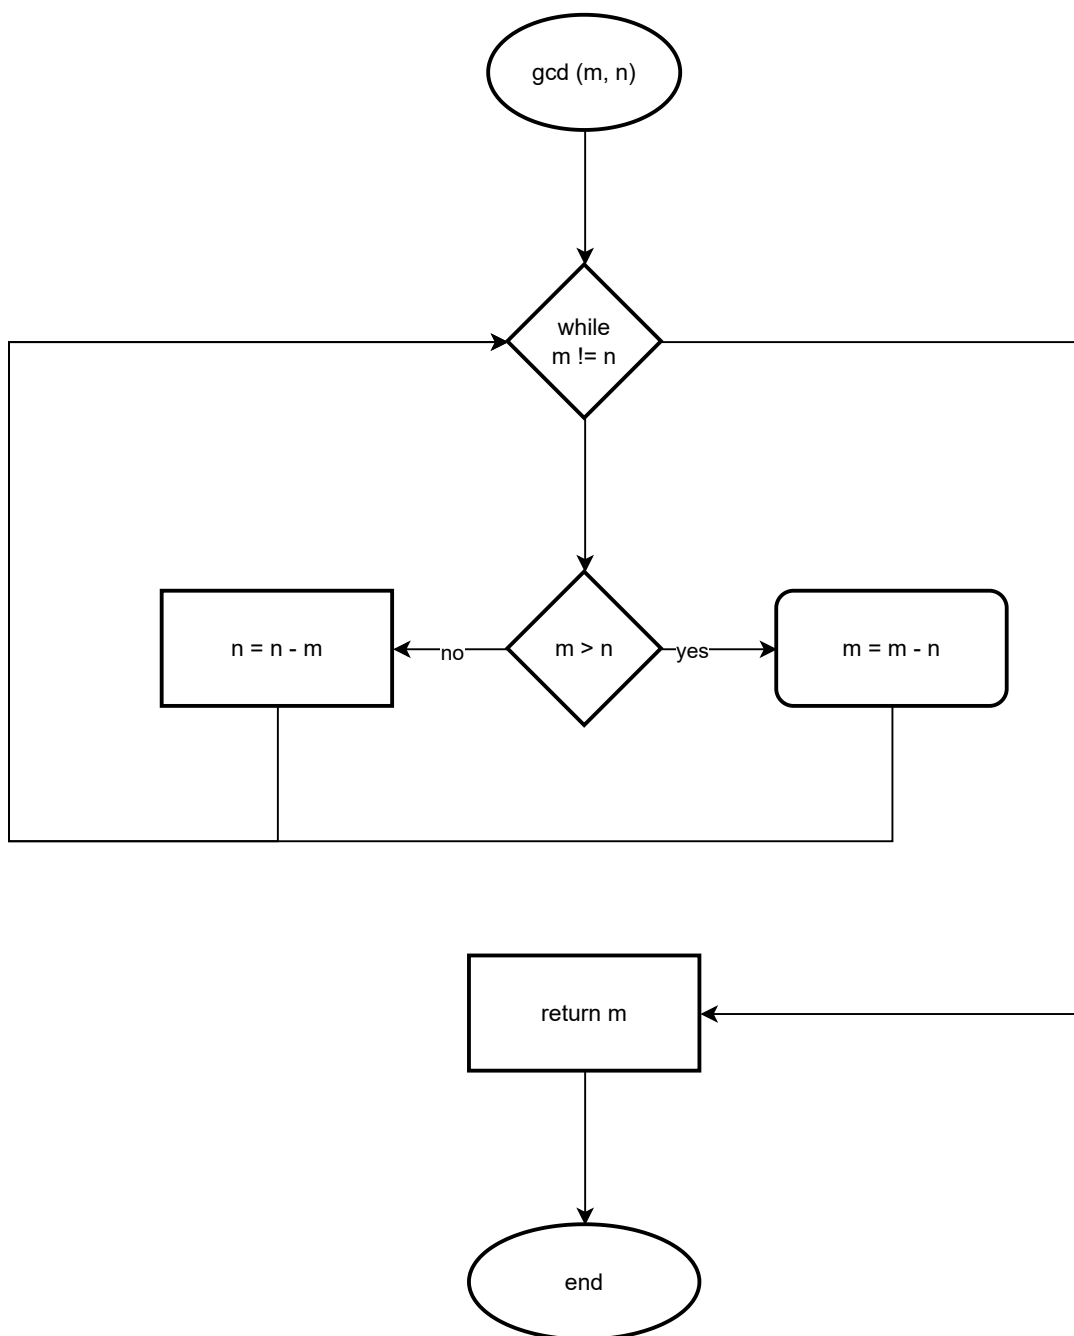 gcd (m, n)
while
m != n
n = n - m
no
m > n
yes
m = m - n
return m
end